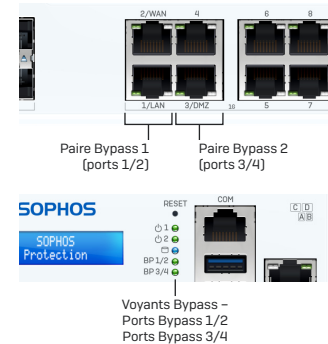 2/WAN 4 6 8
1/LAN 3/DMZ 16 5 7
Paire Bypass 1
(ports 1/2)
Paire Bypass 2
(ports 3/4)
SOPHOS
RESET
COM
C D
A B
1
2
BP 1/2
BP 3/4
SOPHOS
Protection
Voyants Bypass –
Ports Bypass 1/2
Ports Bypass 3/4